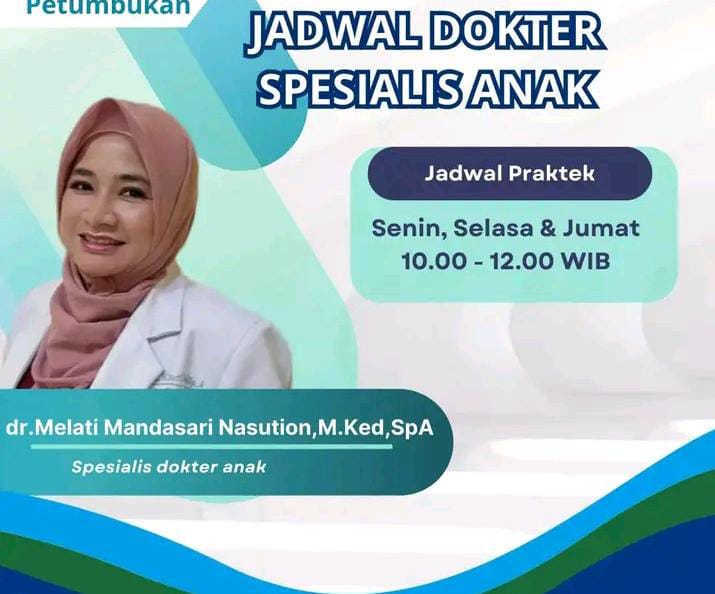 Petumbukan
JADWAL DOKTER
SPESIALIS ANAK
Jadwal Praktek
Senin, Selasa & Jumat
10.00 - 12.00 WIB
dr.Melati Mandasari Nasution,M.Ked,SpA
Spesialis dokter anak